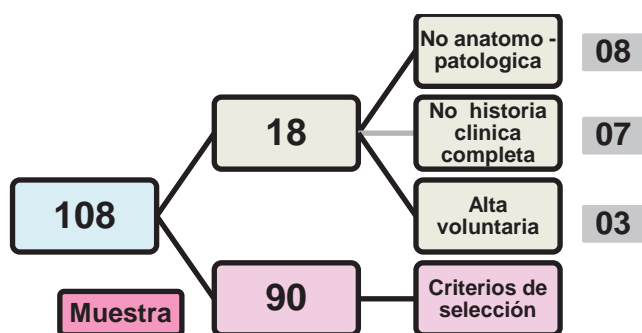 No anatomo -
patologica
08
18
No historia
clinica
completa
07
108
Alta
voluntaria
03
90
Criterios de
selección
Muestra